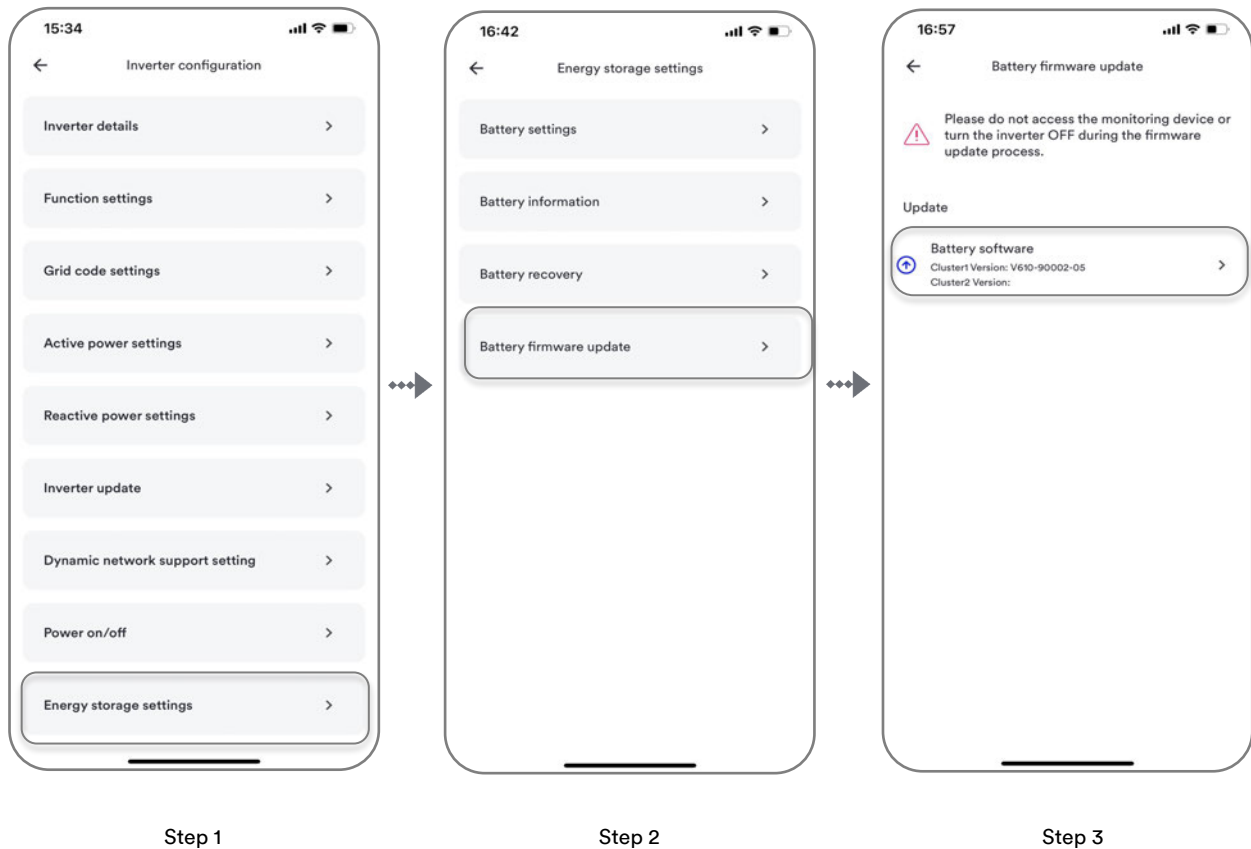 15:34
Inverter configuration
Inverter details
Function settings
Grid code settings
Active power settings
Reactive power settings
Inverter update
Dynamic network support setting
Power on/off
Energy storage settings
Step 1
16:42
Energy storage settings
Battery settings
Battery information
Battery recovery
Battery firmware update
Step 2
16:57
Battery firmware update
Please do not access the monitoring device or
turn the inverter OFF during the firmware
update process.
Update
Battery software
Cluster1 Version: V610-90002-05
Cluster2 Version:
Step 3